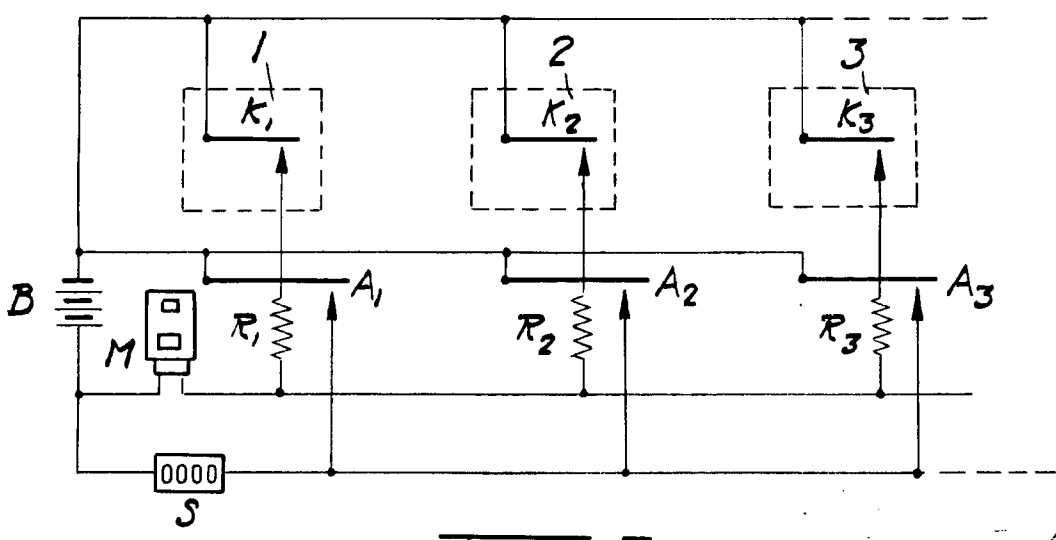 1 2 3
K₁ K₂ K₃
A₁ A₂ A₃
B
M
R₁ R₂ R₃
0000
S